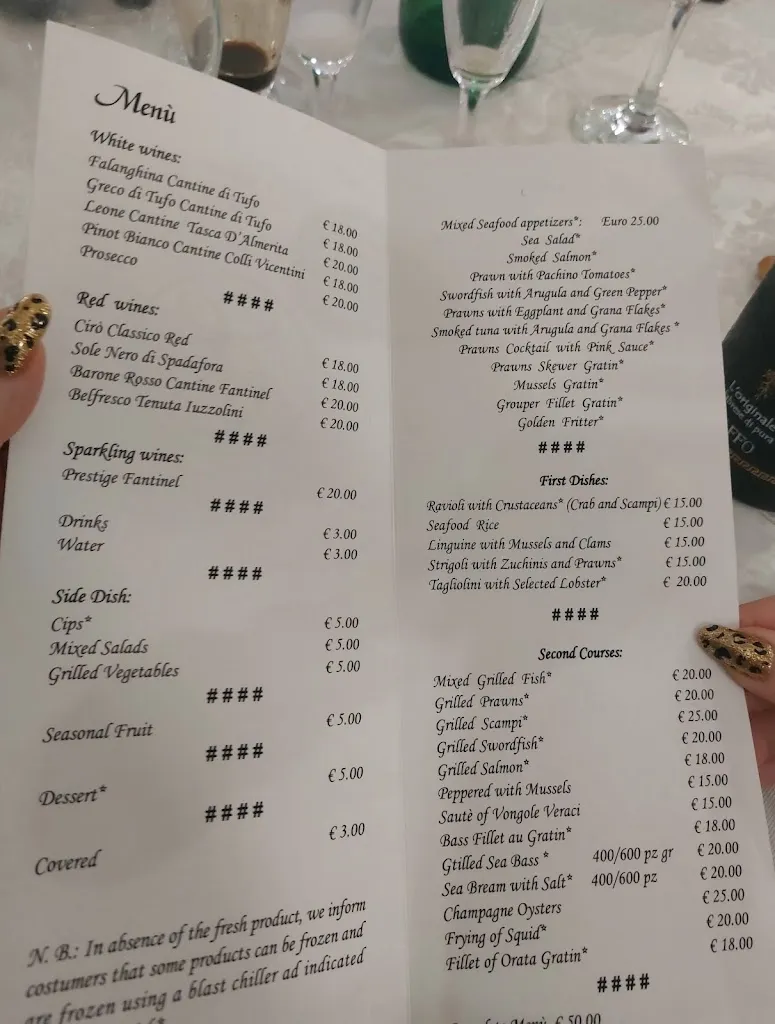 Menù
White wines:
Falanghina Cantine di Tufo € 18.00
Greco di Tufo Cantine di Tufo € 18.00
Leone Cantine Tasca D'Almerita € 20.00
Pinot Bianco Cantine Colli Vicentini € 18.00
Prosecco € 20.00
####
Red wines:
Cirò Classico Red € 18.00
Sole Nero di Spadafora € 18.00
Barone Rosso Cantine Fantinel € 20.00
Belfresco Tenuta Iuzzolini € 20.00
####
Sparkling wines:
Prestige Fantinel € 20.00
####
Drinks € 3.00
Water € 3.00
####
Side Dish:
Cips* € 5.00
Mixed Salads € 5.00
Grilled Vegetables € 5.00
####
Seasonal Fruit € 5.00
####
Dessert* € 5.00
####
Covered € 3.00
N. B.: In absence of the fresh product, we inform
costumers that some products can be frozen and
are frozen using a blast chiller ad indicated
Mixed Seafood appetizers*: Euro 25.00
Sea Salad*
Smoked Salmon*
Prawn with Pachino Tomatoes*
Swordfish with Arugula and Green Pepper*
Prawns with Eggplant and Grana Flakes*
Smoked tuna with Arugula and Grana Flakes *
Prawns Cocktail with Pink Sauce*
Prawns Skewer Gratin*
Mussels Gratin*
Grouper Fillet Gratin*
Golden Fritter*
####
First Dishes:
Ravioli with Crustaceans* (Crab and Scampi) € 15.00
Seafood Rice € 15.00
Linguine with Mussels and Clams € 15.00
Strigoli with Zuchinis and Prawns* € 15.00
Tagliolini with Selected Lobster* € 20.00
####
Second Courses:
Mixed Grilled Fish* € 20.00
Grilled Prawns* € 20.00
Grilled Scampi* € 25.00
Grilled Swordfish* € 20.00
Grilled Salmon* € 18.00
Peppered with Mussels € 15.00
Sautè of Vongole Veraci € 15.00
Bass Fillet au Gratin* € 18.00
Gtilled Sea Bass * 400/600 pz gr € 20.00
Sea Bream with Salt* 400/600 pz € 20.00
Champagne Oysters € 25.00
Frying of Squid* € 20.00
Fillet of Orata Gratin* € 18.00
####
Menù € 50.00
L'originale